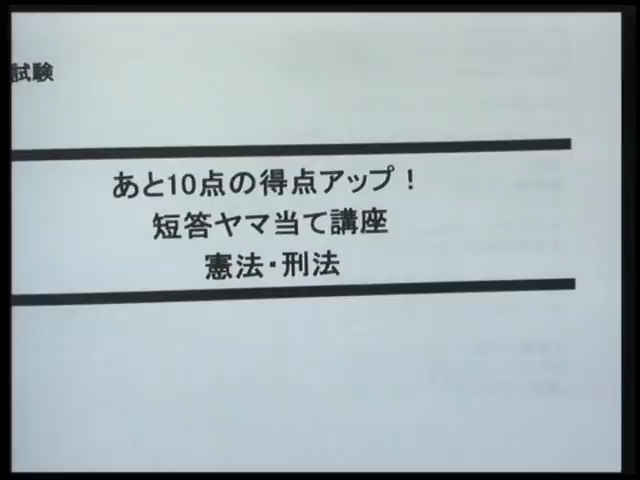 試験
あと10点の得点アップ！
短答ヤマ当て講座
憲法・刑法